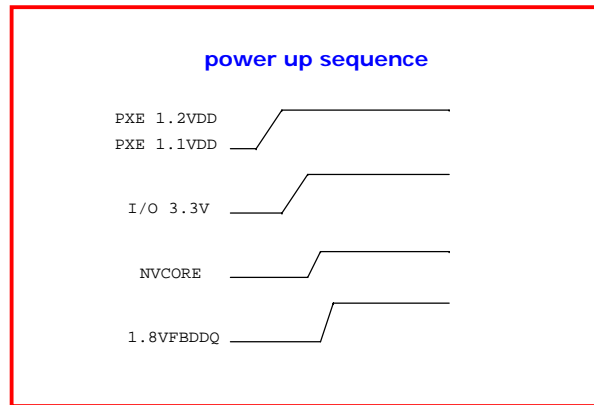 power up sequence
PXE 1.2VDD
PXE 1.1VDD
I/O 3.3V
NVCORE
1.8VFBDDQ